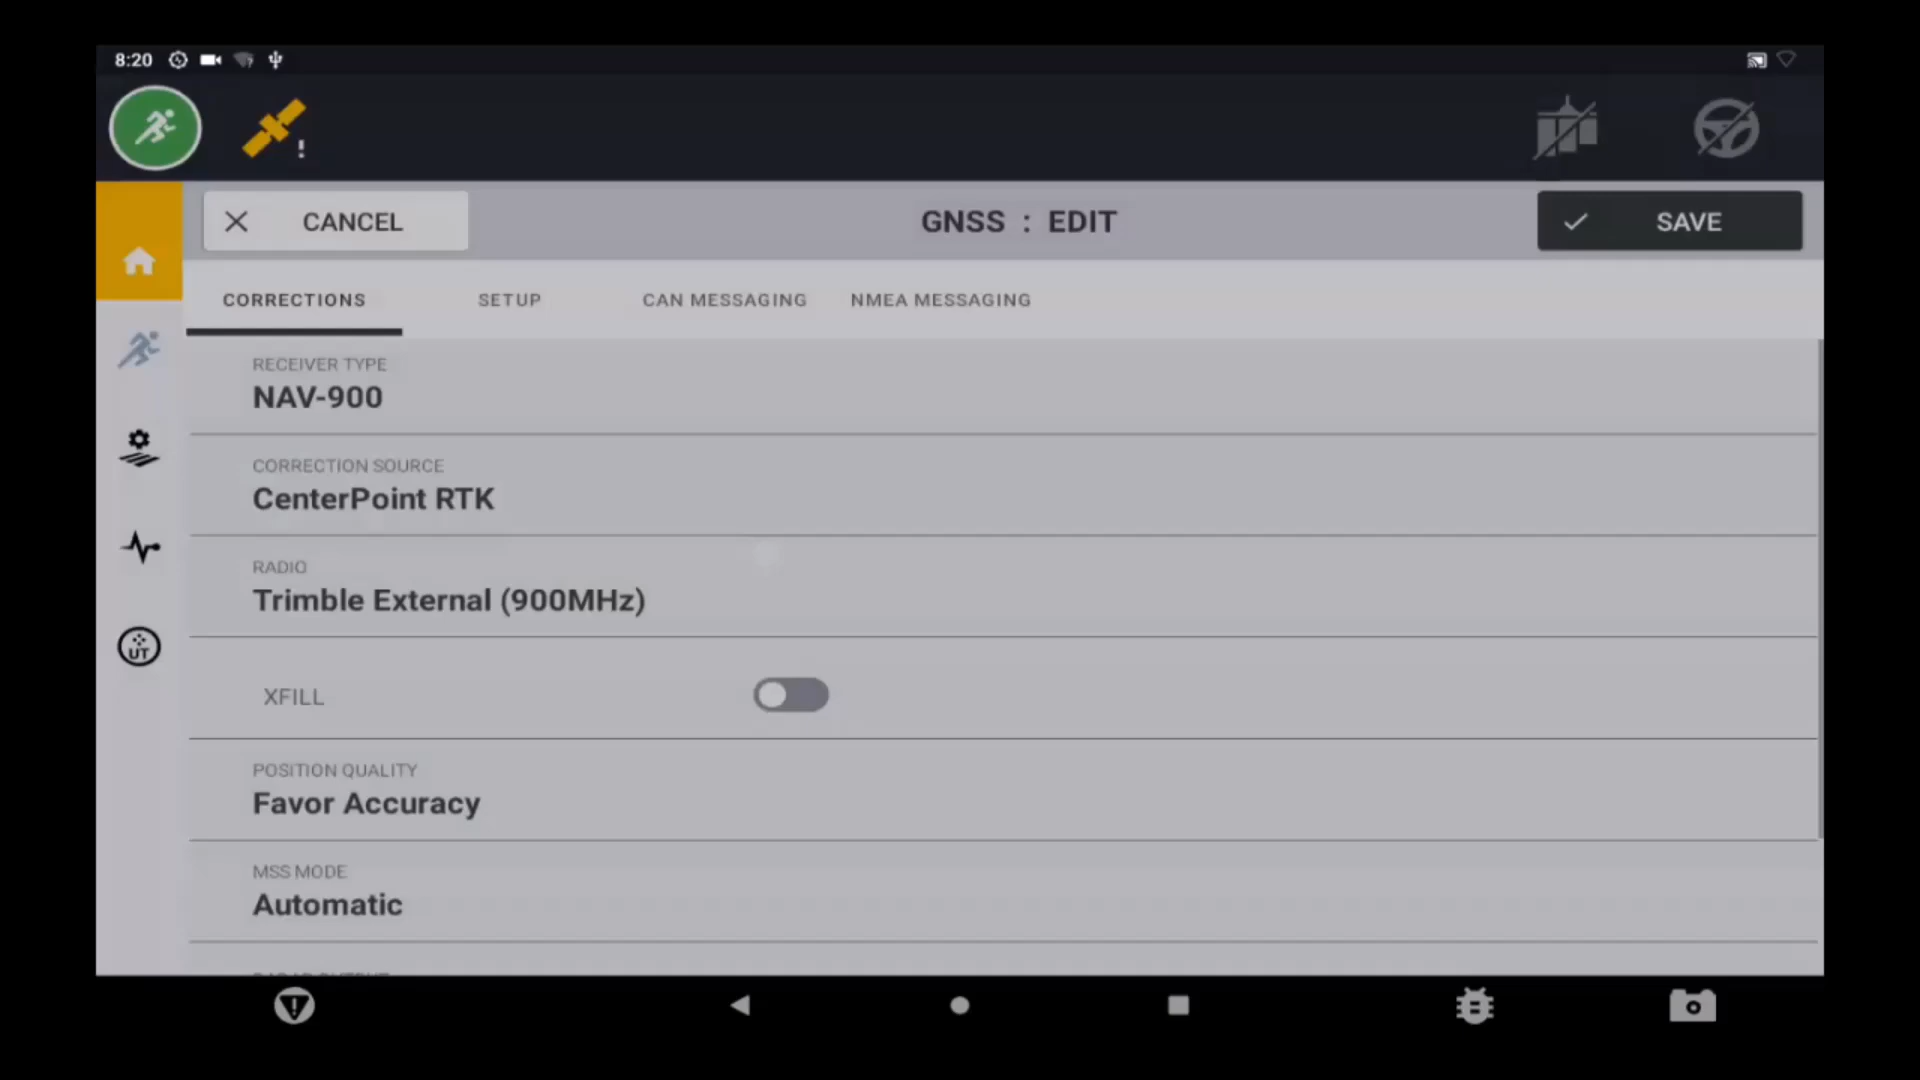 8:20
CANCEL
GNSS : EDIT
SAVE
CORRECTIONS
SETUP
CAN MESSAGING
NMEA MESSAGING
RECEIVER TYPE
NAV-900
CORRECTION SOURCE
CenterPoint RTK
RADIO
Trimble External (900MHz)
UT
XFILL
POSITION QUALITY
Favor Accuracy
MSS MODE
Automatic